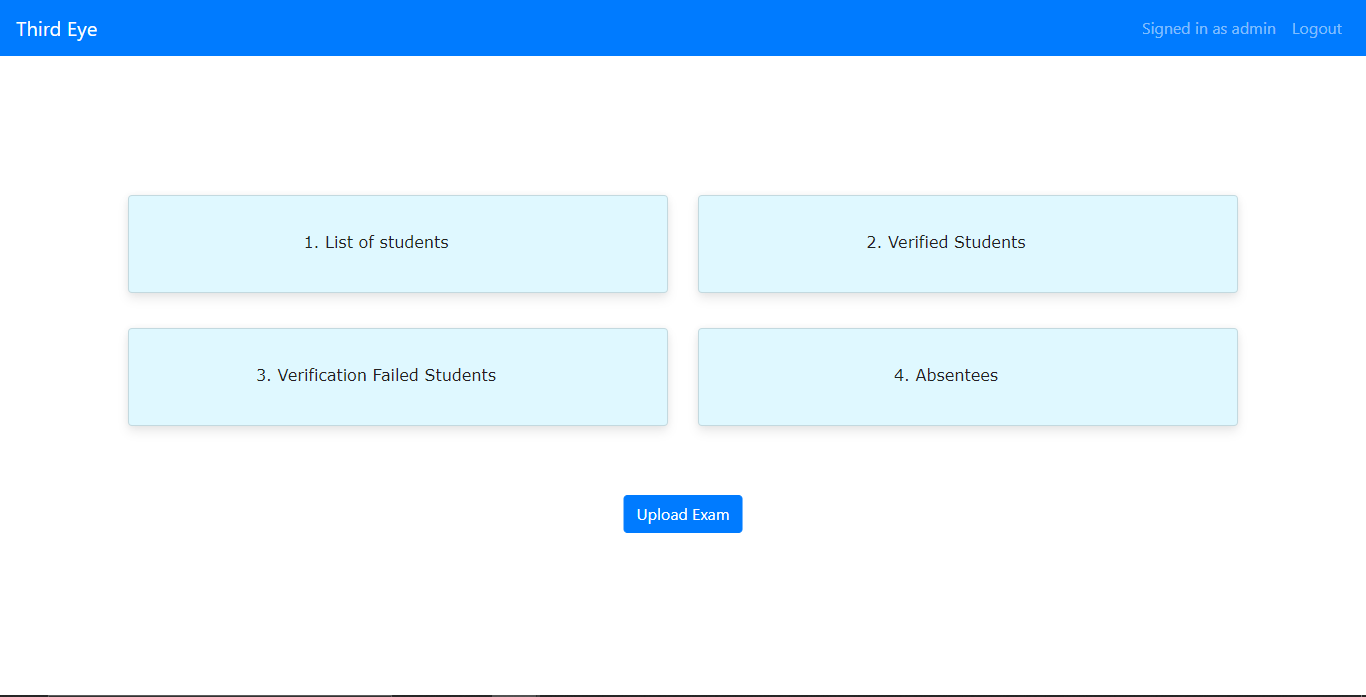 Third Eye
Signed in as admin Logout
1. List of students
2. Verified Students
3. Verification Failed Students
4. Absentees
Upload Exam